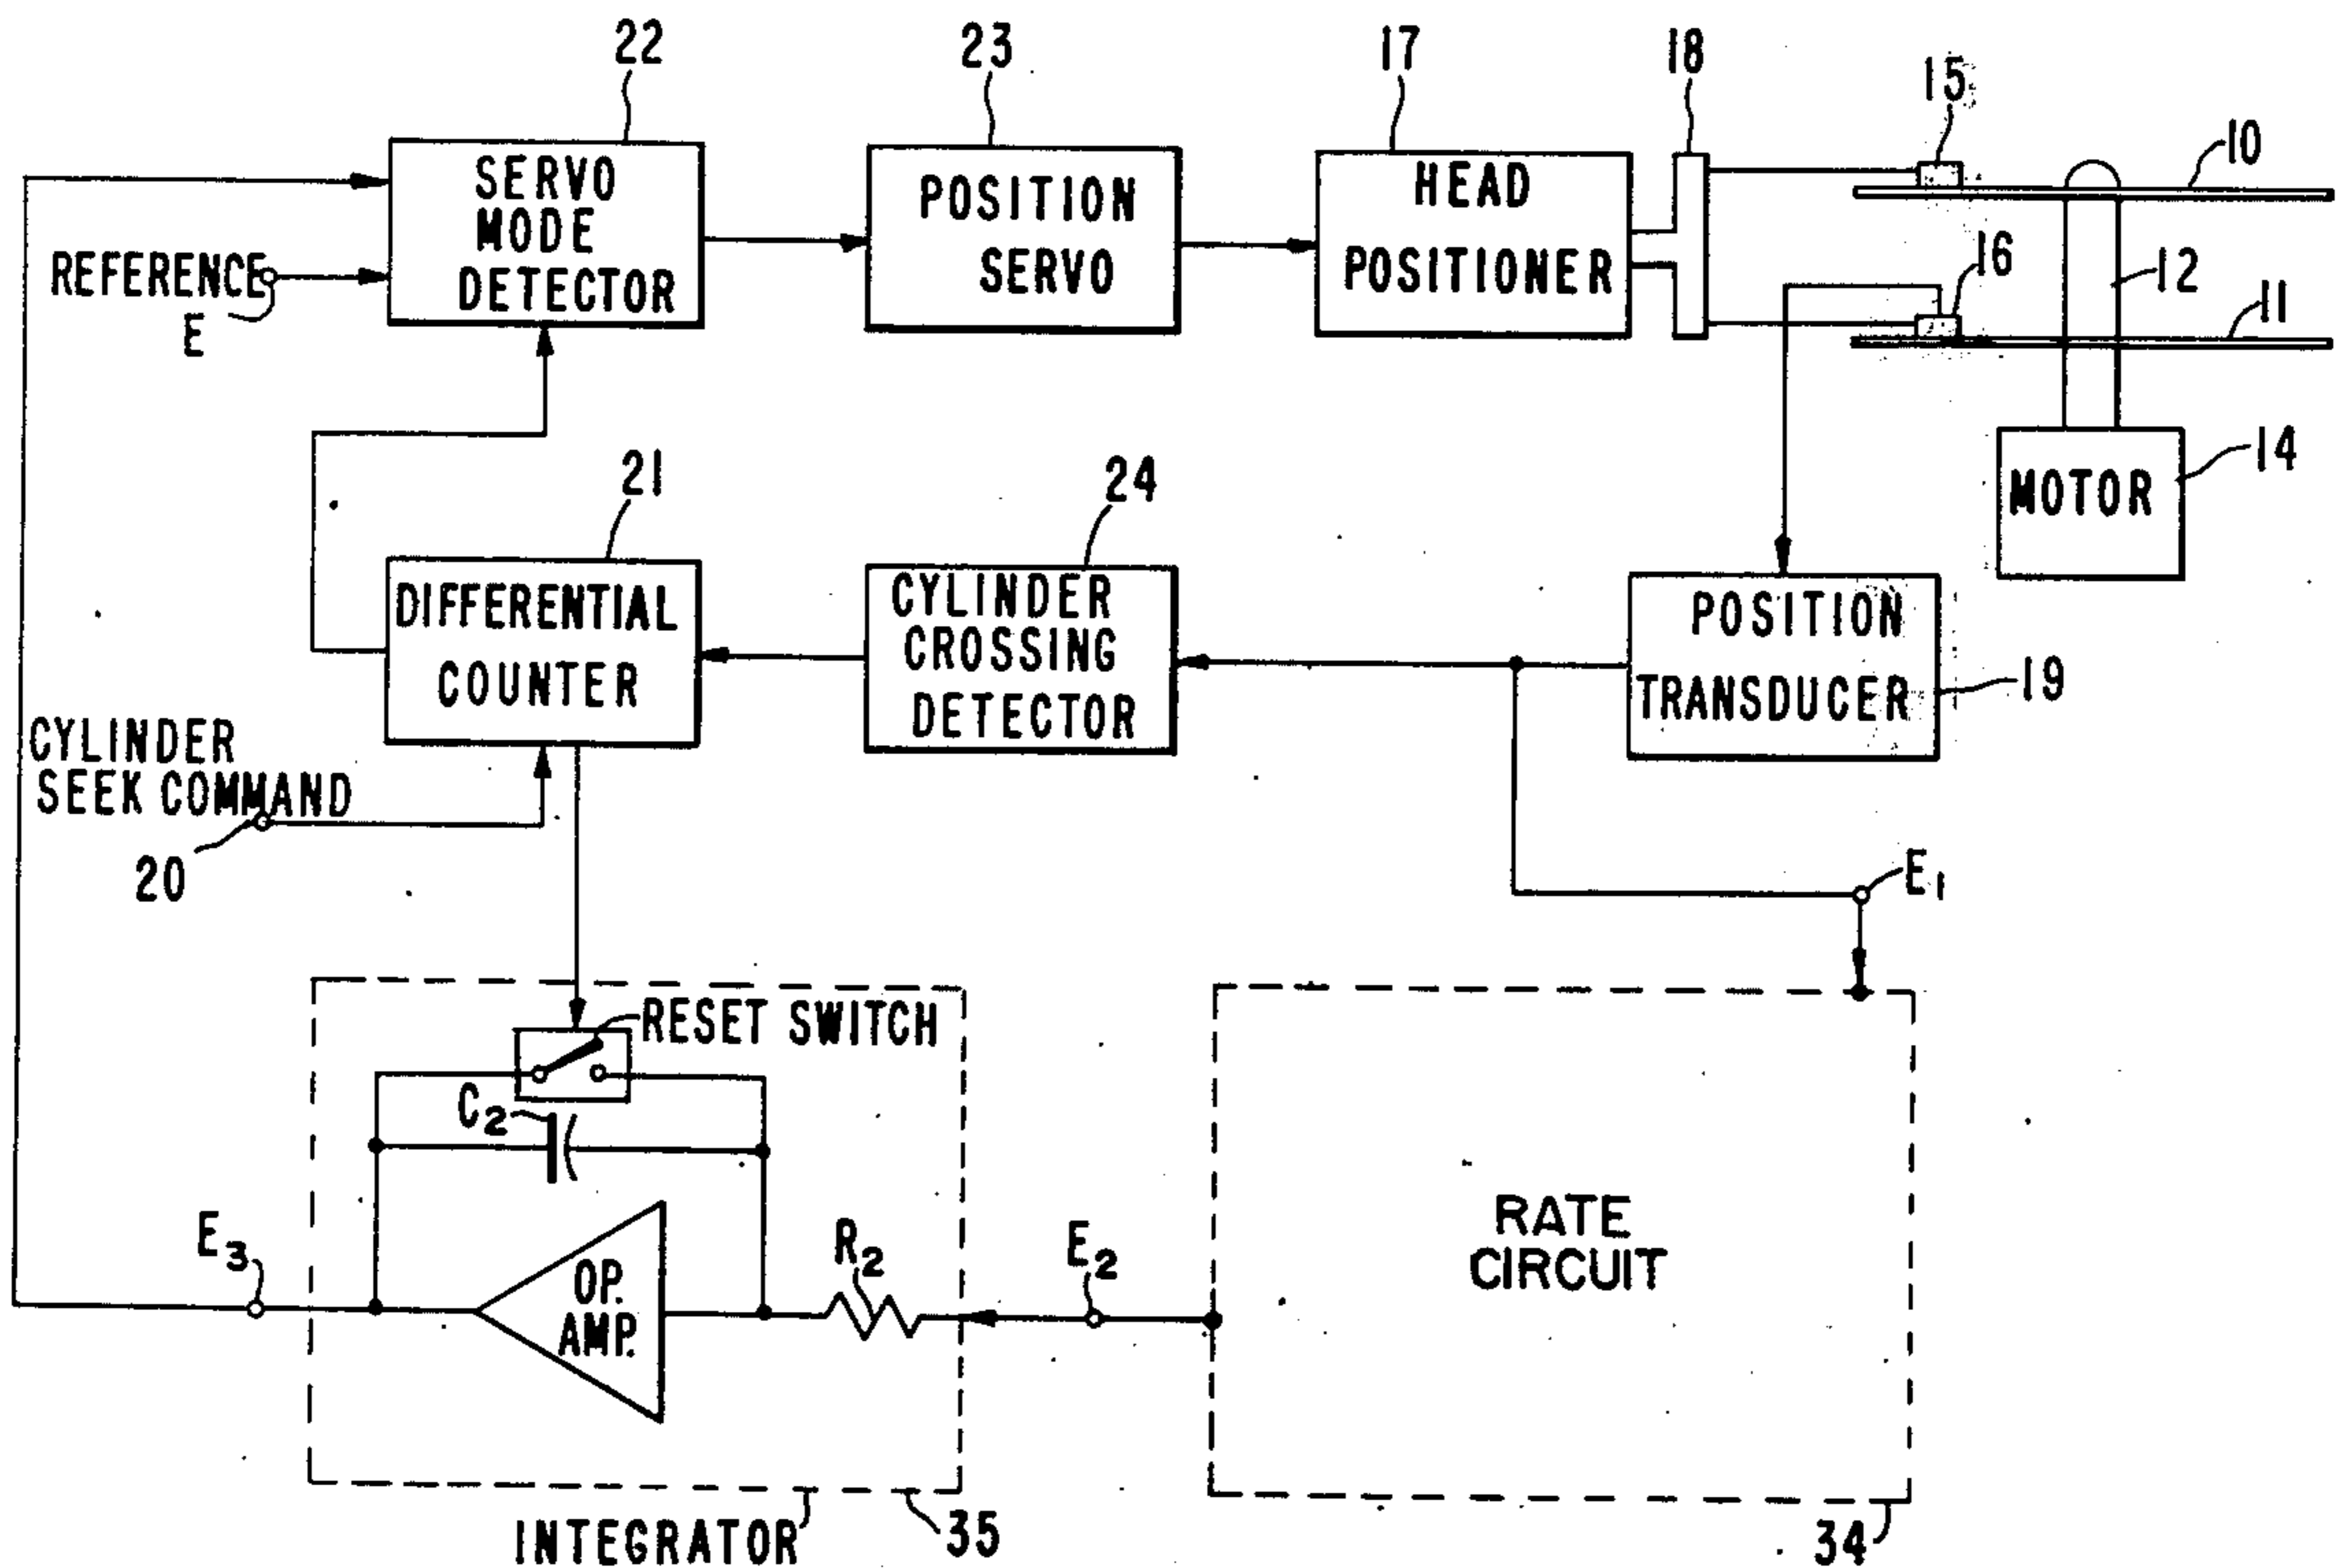 22
23
17
18
15
10
SERVO
MODE
DETECTOR
POSITION
SERVO
HEAD
POSITIONER
REFERENCE
E
16
12
11
21
24
14
MOTOR
DIFFERENTIAL
COUNTER
CYLINDER
CROSSING
DETECTOR
POSITION
TRANSDUCER
19
CYLINDER
SEEK COMMAND
20
E1
RESET SWITCH
C2
E3
OP.
AMP.
R2
E2
RATE
CIRCUIT
INTEGRATOR
35
34